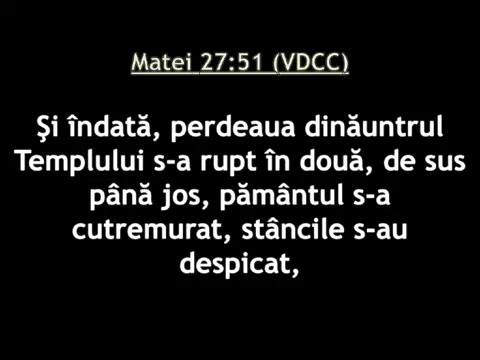 Matei 27:51 (VDCC)
Şi îndată, perdeaua dinăuntrul
Templului s-a rupt în două, de sus
până jos, pământul s-a
cutremurat, stâncile s-au
despicat,